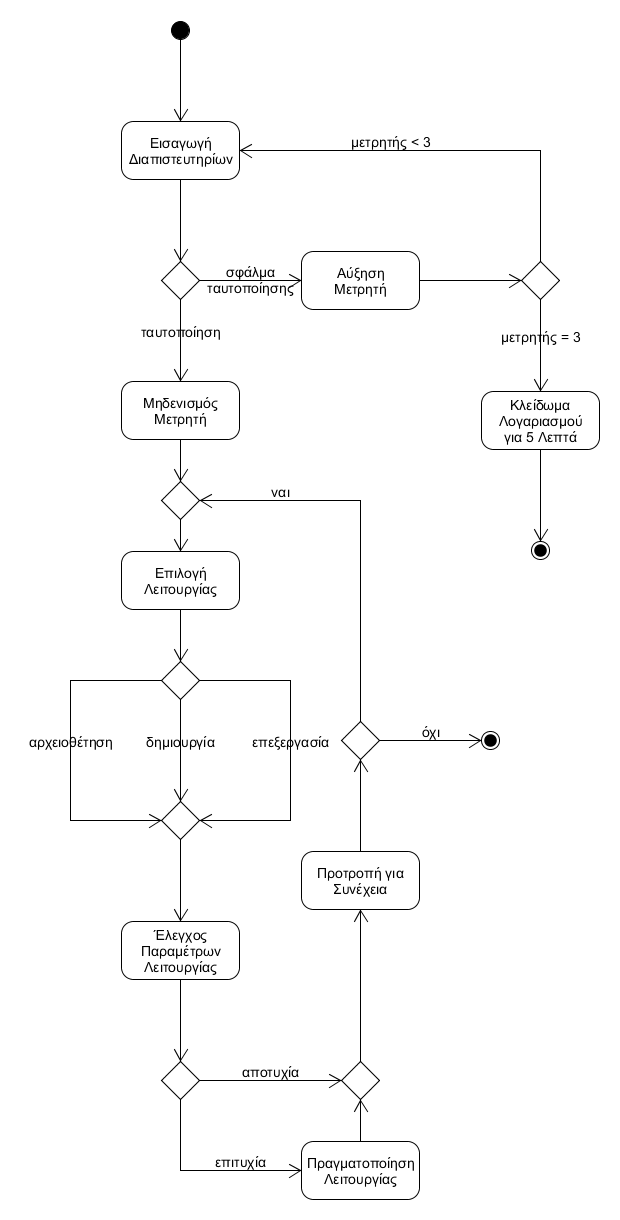 Εισαγωγή
Διαπιστευτηρίων
μετρητής < 3
σφάλμα
ταυτοποίησης
Αύξηση
Μετρητή
ταυτοποίηση
μετρητής = 3
Μηδενισμός
Μετρητή
Κλείδωμα
Λογαριασμού
για 5 Λεπτά
ναι
Επιλογή
Λειτουργίας
αρχειοθέτηση
δημιουργία
επεξεργασία
όχι
Προτροπή για
Συνέχεια
Έλεγχος
Παραμέτρων
Λειτουργίας
αποτυχία
επιτυχία
Πραγματοποίηση
Λειτουργίας